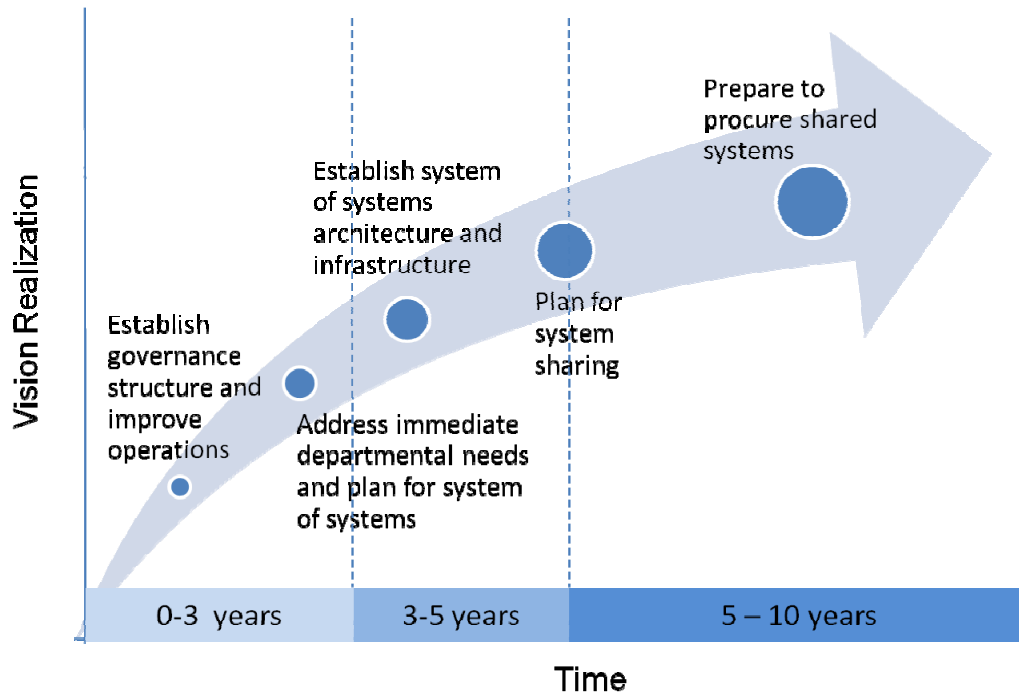 Vision Realization
Prepare to
procure shared
systems
Establish system
of systems
architecture and
infrastructure
Plan for
system
sharing
Establish
governance
structure and
improve
operations
Address immediate
departmental needs
and plan for system
of systems
0-3 years
3-5 years
5 – 10 years
Time